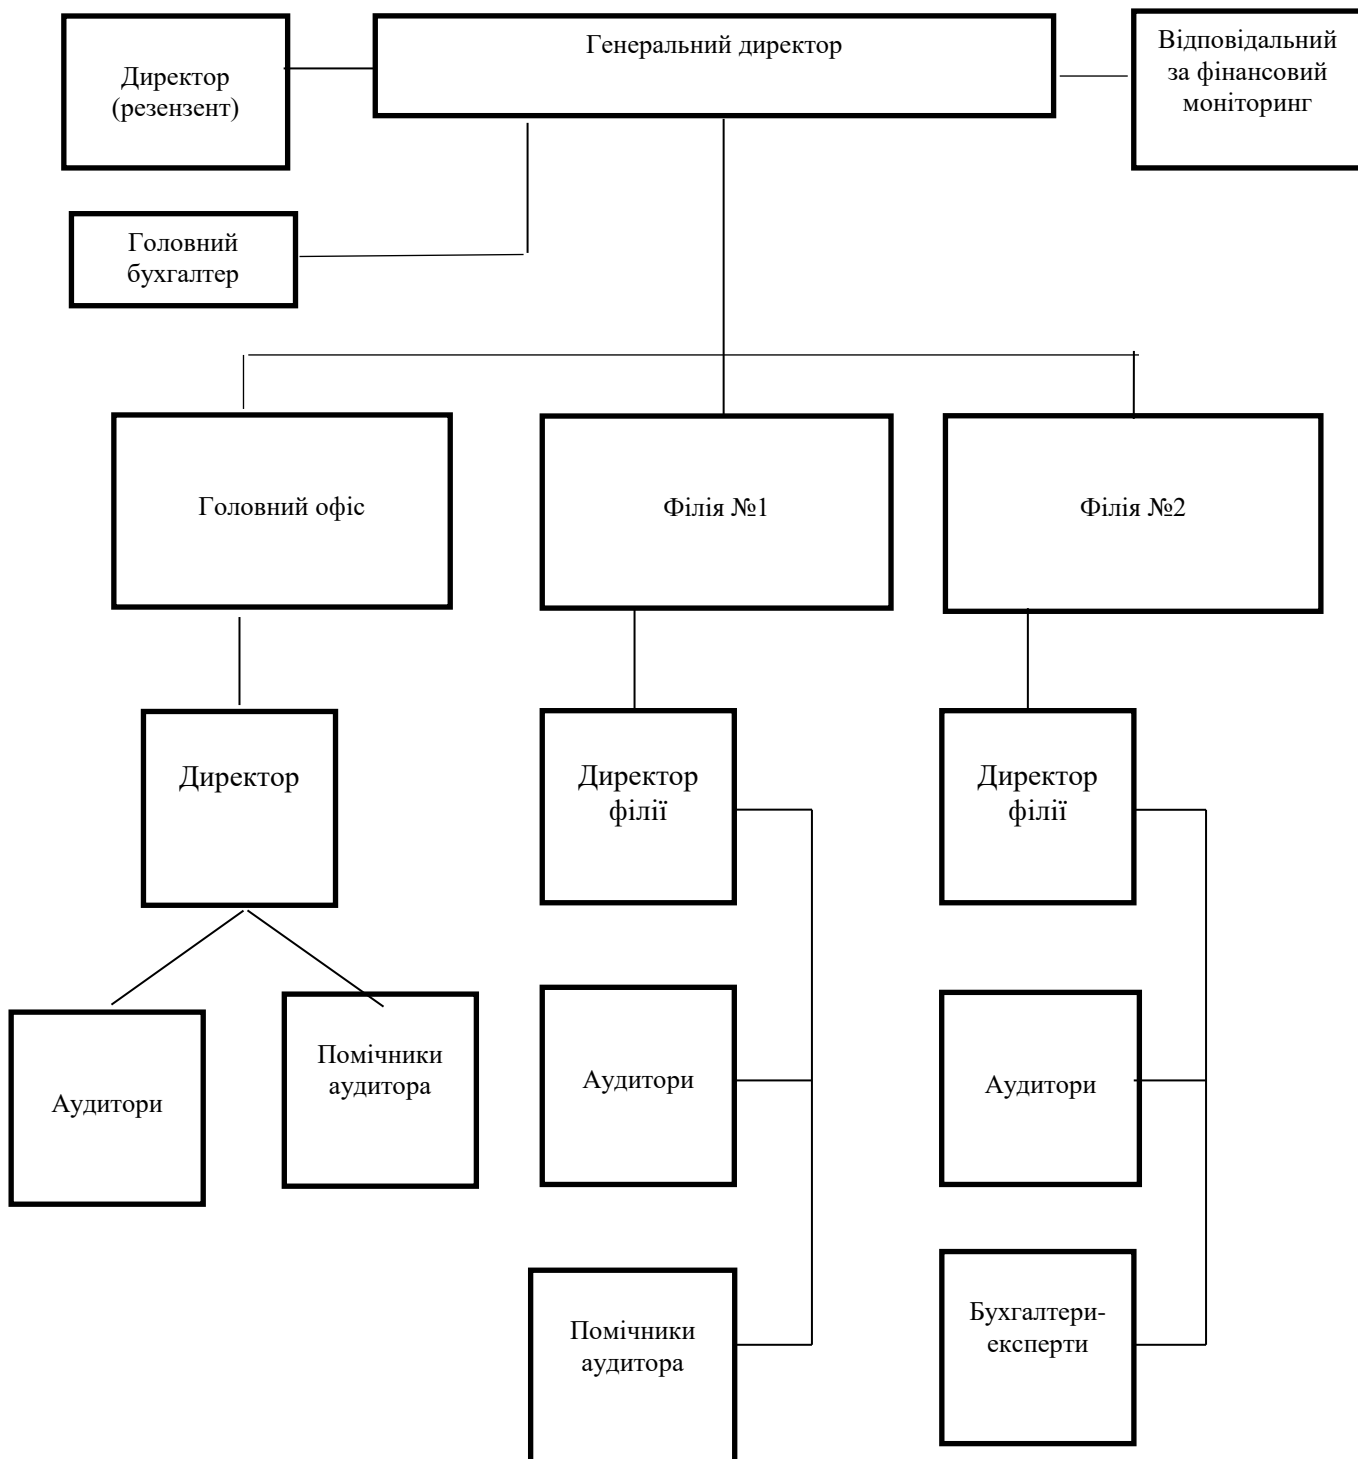 Генеральний директор
Директор
(резензент)
Відповідальний
за фінансовий
моніторинг
Головний
бухгалтер
Головний офіс
Філія №1
Філія №2
Директор
Директор
філії
Директор
філії
Аудитори
Помічники
аудитора
Аудитори
Аудитори
Помічники
аудитора
Бухгалтери-
експерти